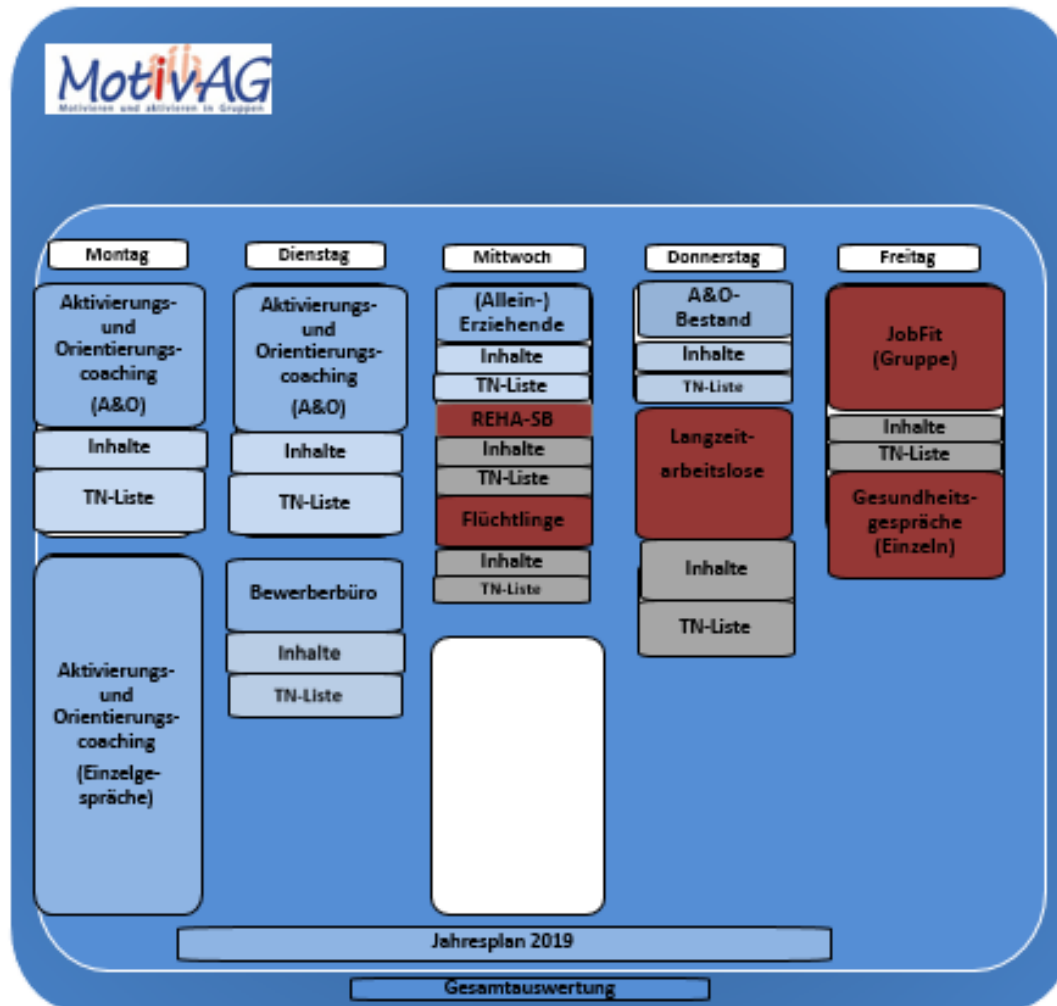 MotivAG
Motivieren und aktivieren in Gruppen
Montag
Aktivierungs-
und
Orientierungs-
coaching
(A&O)
Inhalte
TN-Liste
Aktivierungs-
und
Orientierungs-
coaching
(Einzelge-
spräche)
Dienstag
Aktivierungs-
und
Orientierungs-
coaching
(A&O)
Inhalte
TN-Liste
Bewerberbüro
Inhalte
TN-Liste
Mittwoch
(Allein-)
Erziehende
Inhalte
TN-Liste
REHA-SB
Inhalte
TN-Liste
Flüchtlinge
Inhalte
TN-Liste
Donnerstag
A&O-
Bestand
Inhalte
TN-Liste
Langzeit-
arbeitslose
Inhalte
TN-Liste
Freitag
JobFit
(Gruppe)
Inhalte
TN-Liste
Gesundheits-
gespräche
(Einzeln)
Jahresplan 2019
Gesamtauswertung